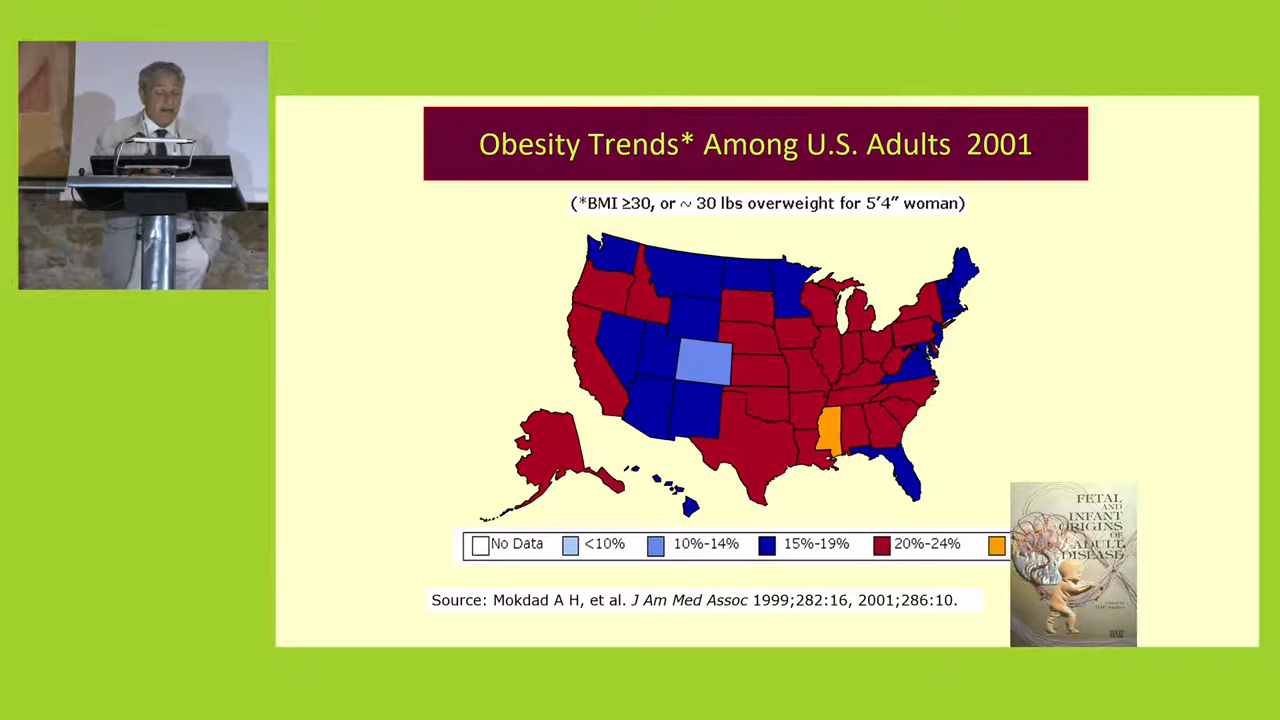 Obesity Trends* Among U.S. Adults 2001
(*BMI ≥30, or ~ 30 lbs overweight for 5'4" woman)
No Data <10% 10%-14% 15%-19% 20%-24%
Source: Mokdad A H, et al. J Am Med Assoc 1999;282:16, 2001;286:10.
FETAL
AND
INFANT
ORIGINS
OF
ADULT
DISEASE